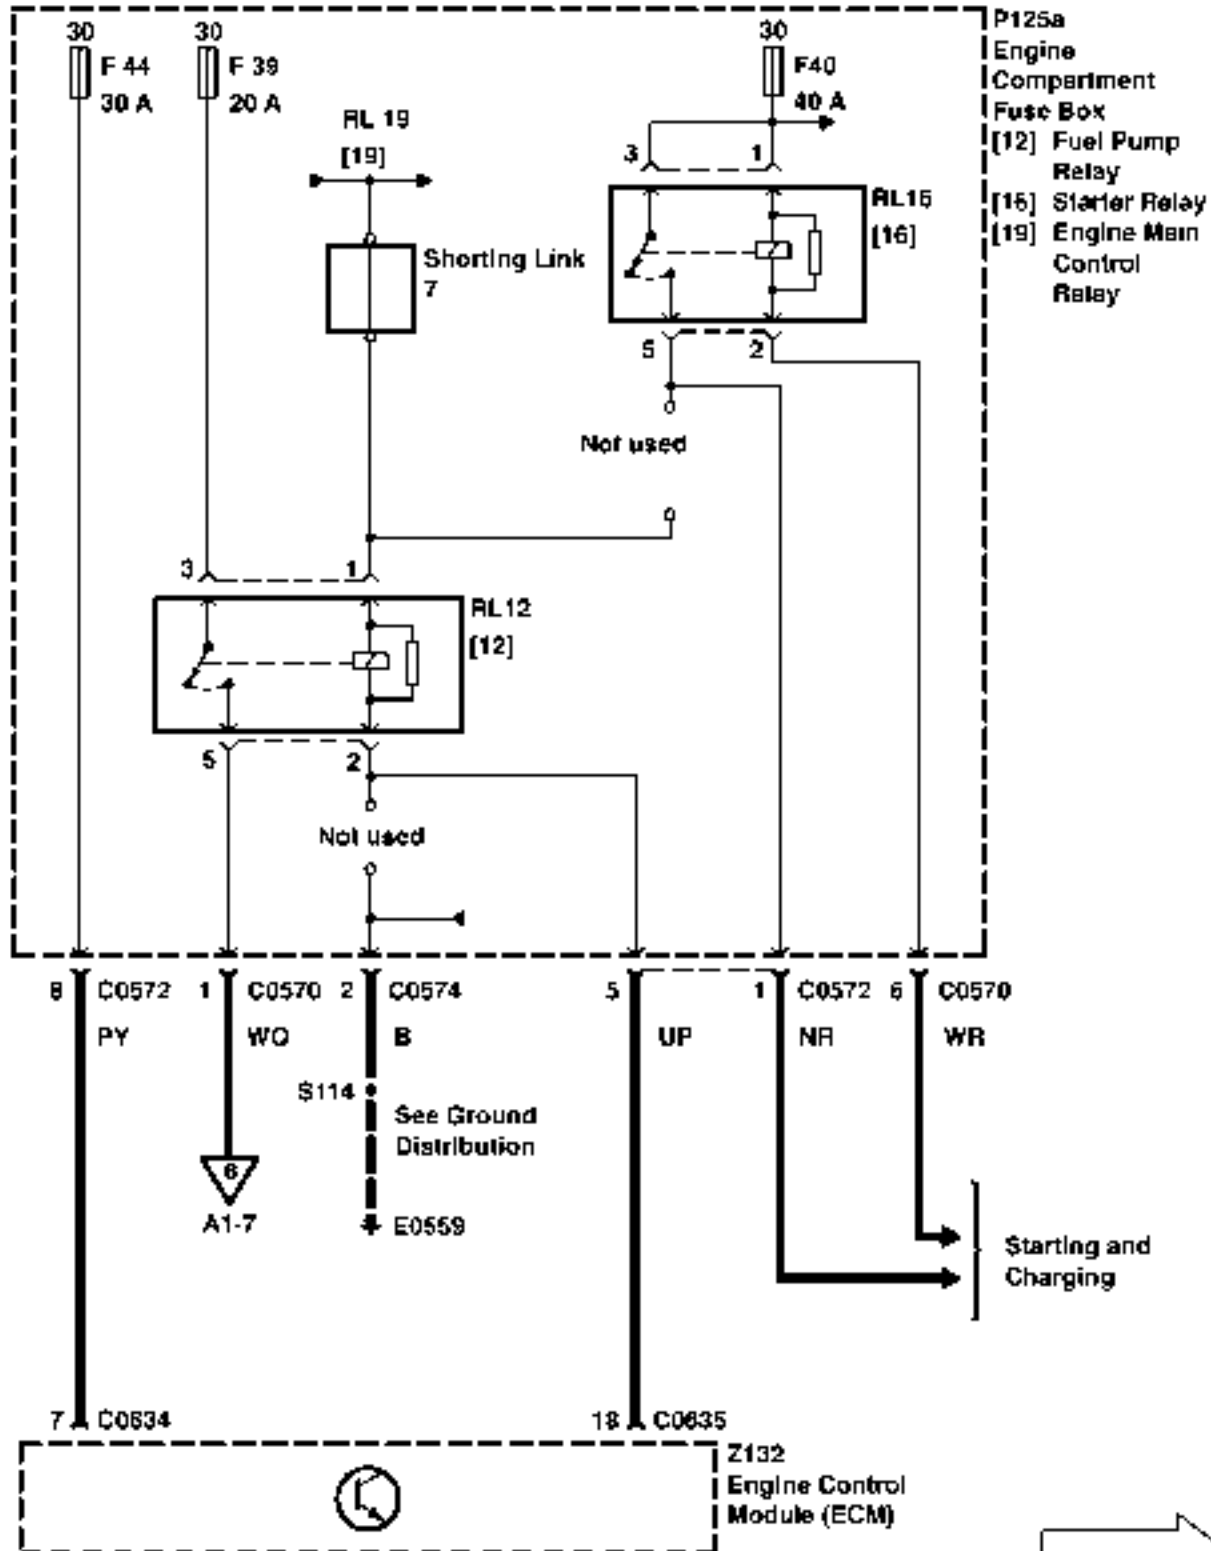 30
30
30
P125a
Engine
Compartment
Fuse Box
F 44
30 A
F 39
20 A
F40
40 A
[12] Fuel Pump
Relay
[16] Starter Relay
[19] Engine Main
Control
Relay
RL 19
[19]
3
1
RL16
[16]
Shorting Link
7
5
2
Not used
3
1
RL12
[12]
5
2
Not used
8 C0572
1 C0570
2 C0574
5
1 C0572
6 C0570
PY
WO
B
UP
NR
WR
S114
See Ground
Distribution
6
A1-7
E0559
Starting and
Charging
7 C0634
18 C0635
Z132
Engine Control
Module (ECM)